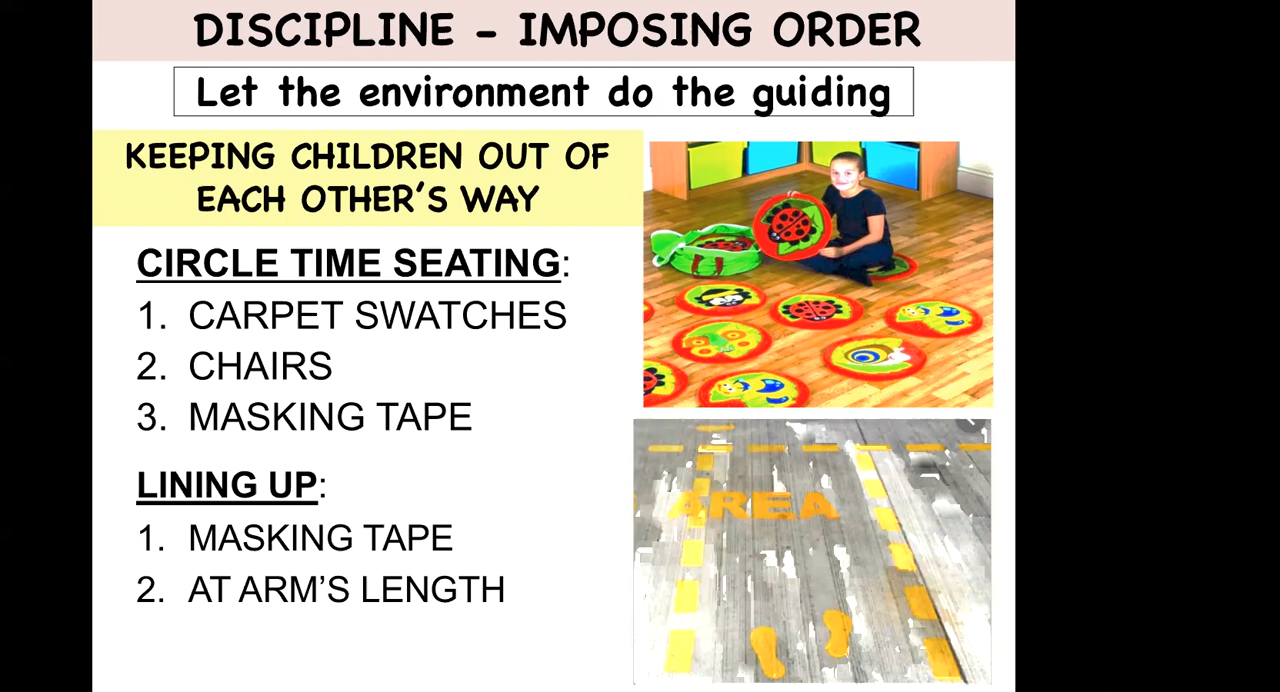 DISCIPLINE – IMPOSING ORDER
Let the environment do the guiding
KEEPING CHILDREN OUT OF
EACH OTHER'S WAY
CIRCLE TIME SEATING:
1. CARPET SWATCHES
2. CHAIRS
3. MASKING TAPE
LINING UP:
1. MASKING TAPE
2. AT ARM'S LENGTH
AREA